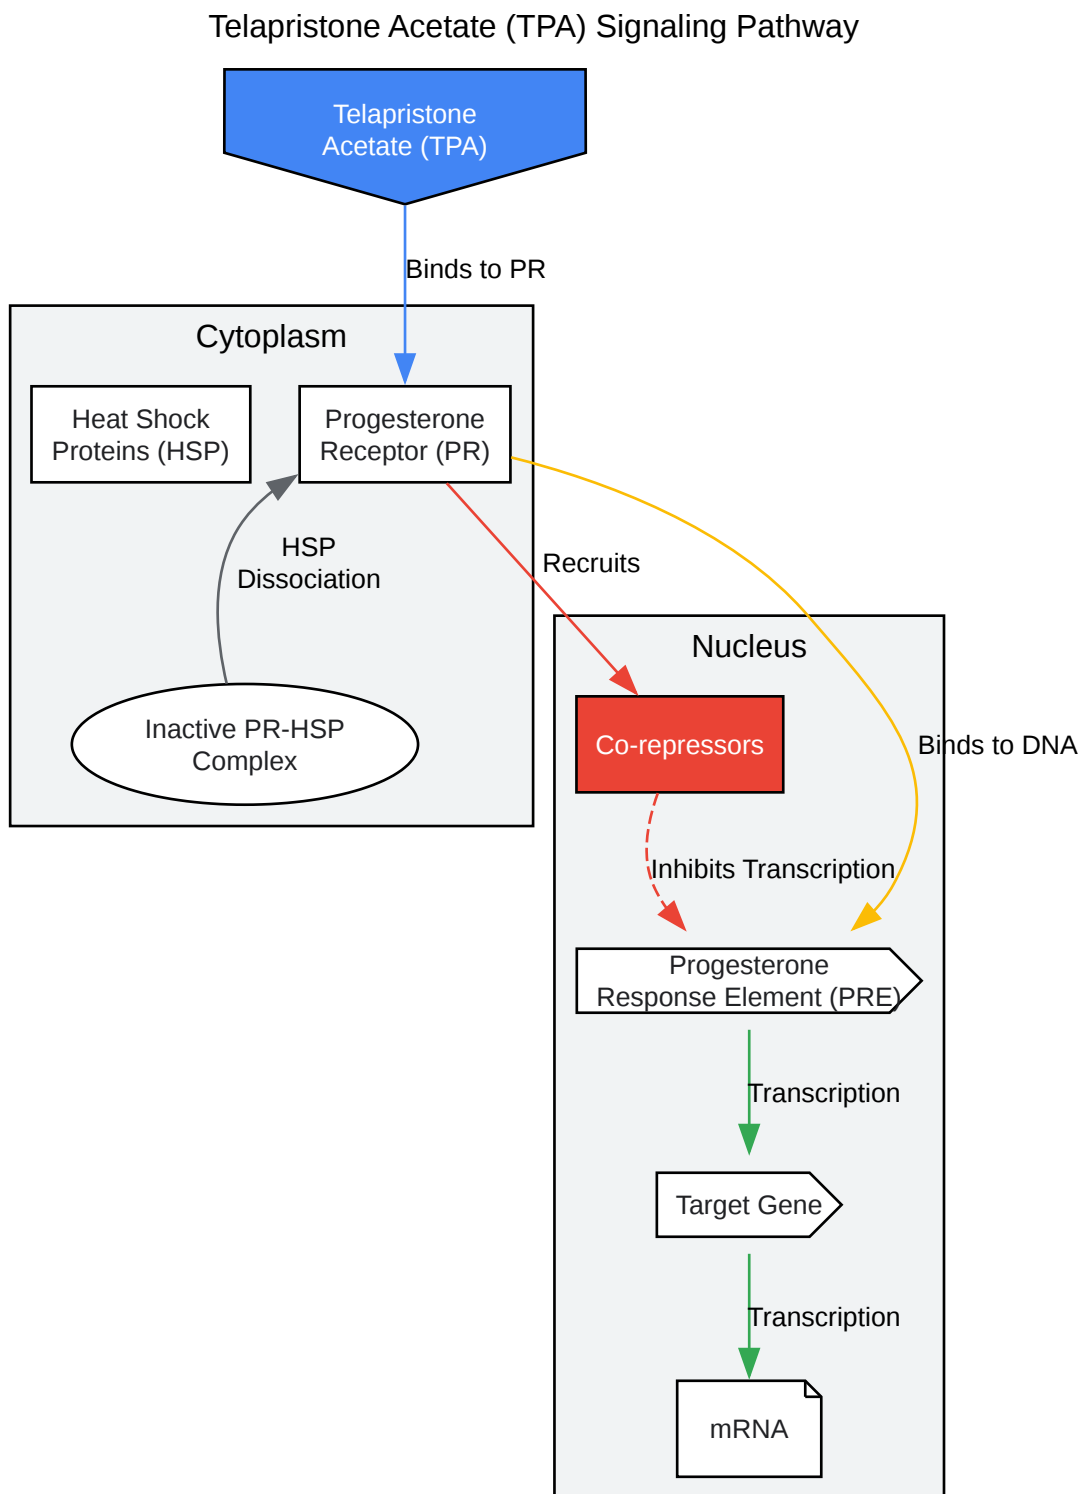 Telapristone Acetate (TPA) Signaling Pathway
Telapristone
Acetate (TPA)
Binds to PR
Cytoplasm
Heat Shock
Proteins (HSP)
Progesterone
Receptor (PR)
HSP
Dissociation
Recruits
Inactive PR-HSP
Complex
Nucleus
Co-repressors
Binds to DNA
Inhibits Transcription
Progesterone
Response Element (PRE)
Transcription
Target Gene
Transcription
mRNA